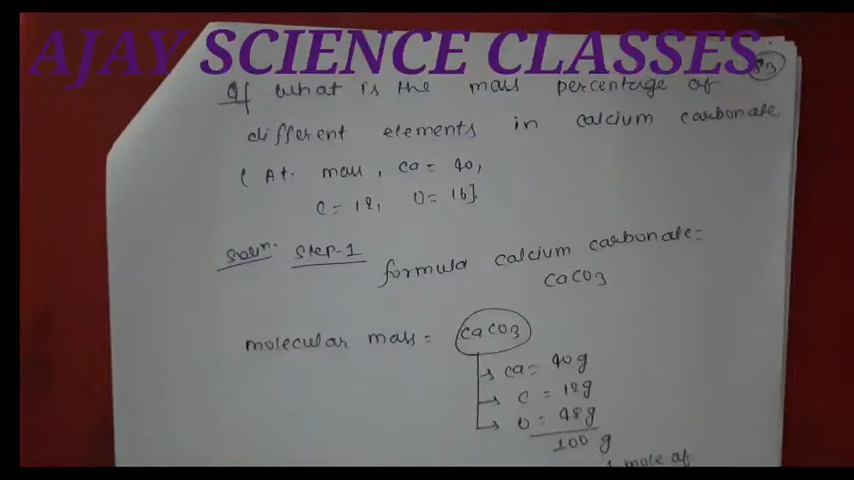 AJAY SCIENCE CLASSES
Q] What is the mass percentage of
different elements in calcium carbonate
( At. mass, Ca = 40,
C = 12, O = 16]
Soln. Step-1
formula calcium carbonate =
CaCO3
molecular mass = CaCO3
Ca = 40g
C = 12g
O = 48g
100 g
1 mole of